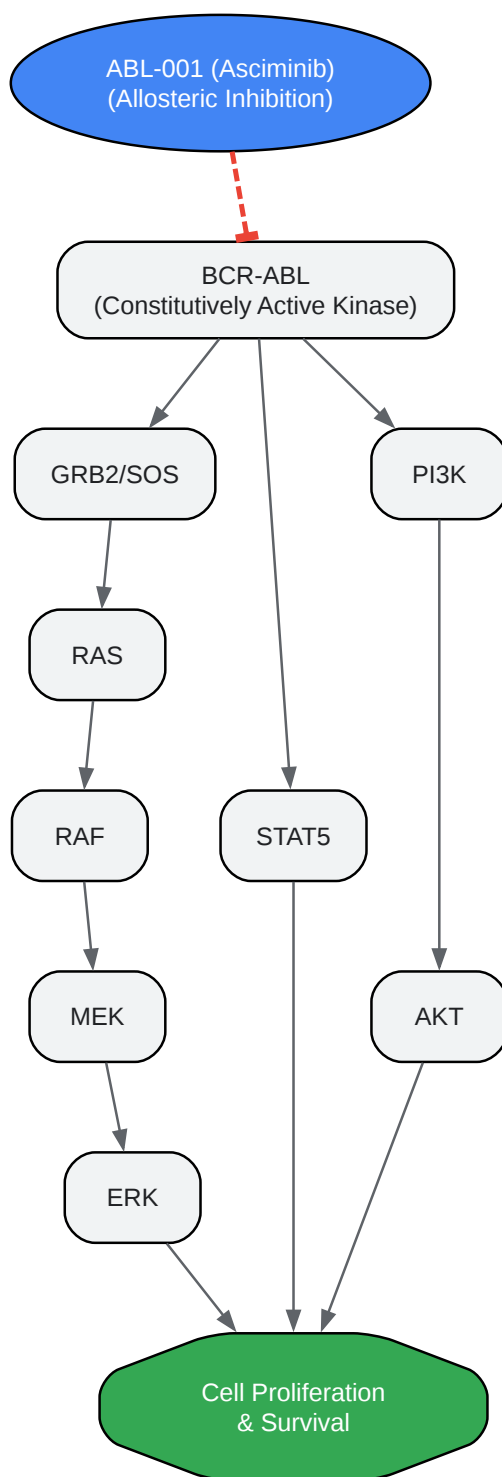 ABL-001 (Asciminib)
(Allosteric Inhibition)
BCR-ABL
(Constitutively Active Kinase)
GRB2/SOS
PI3K
RAS
RAF
STAT5
MEK
AKT
ERK
Cell Proliferation
& Survival